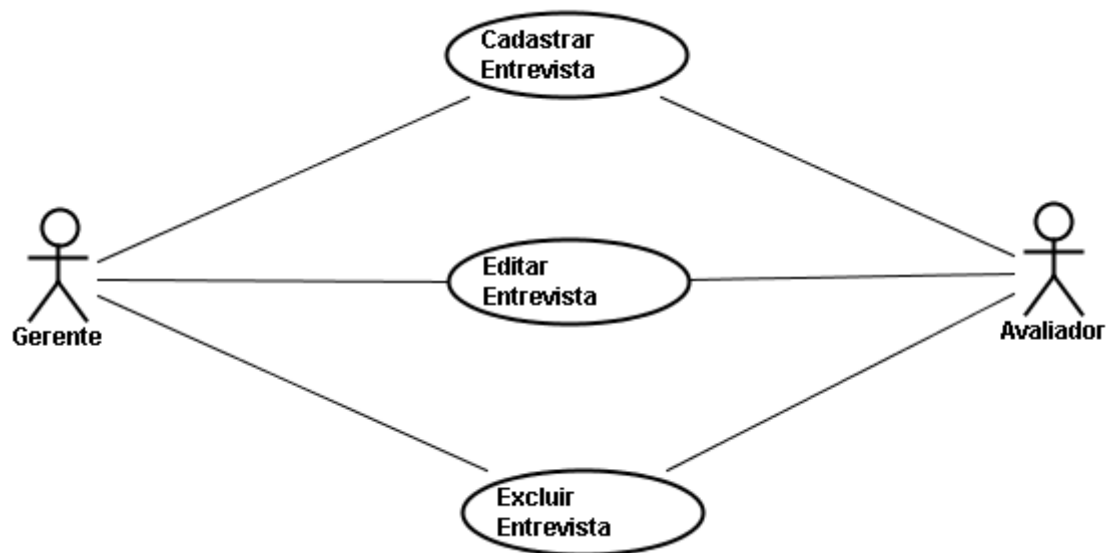 Cadastrar
Entrevista
Editar
Entrevista
Gerente
Avaliador
Excluir
Entrevista